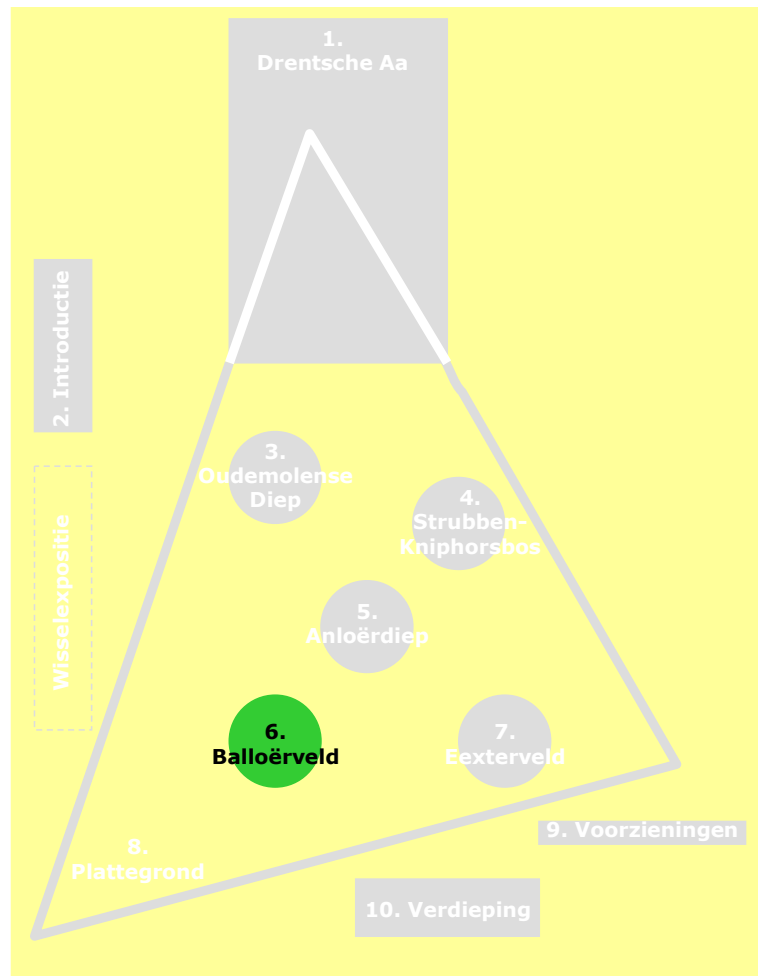 1.
Drentsche Aa
2. Introductie
3.
Oudemolense
Diep
4.
Strubben-
Kniphorsbos
Wisselexpositie
5.
Anloërdiep
6.
Balloërveld
7.
Eexterveld
8.
Plattegrond
9. Voorzieningen
10. Verdieping